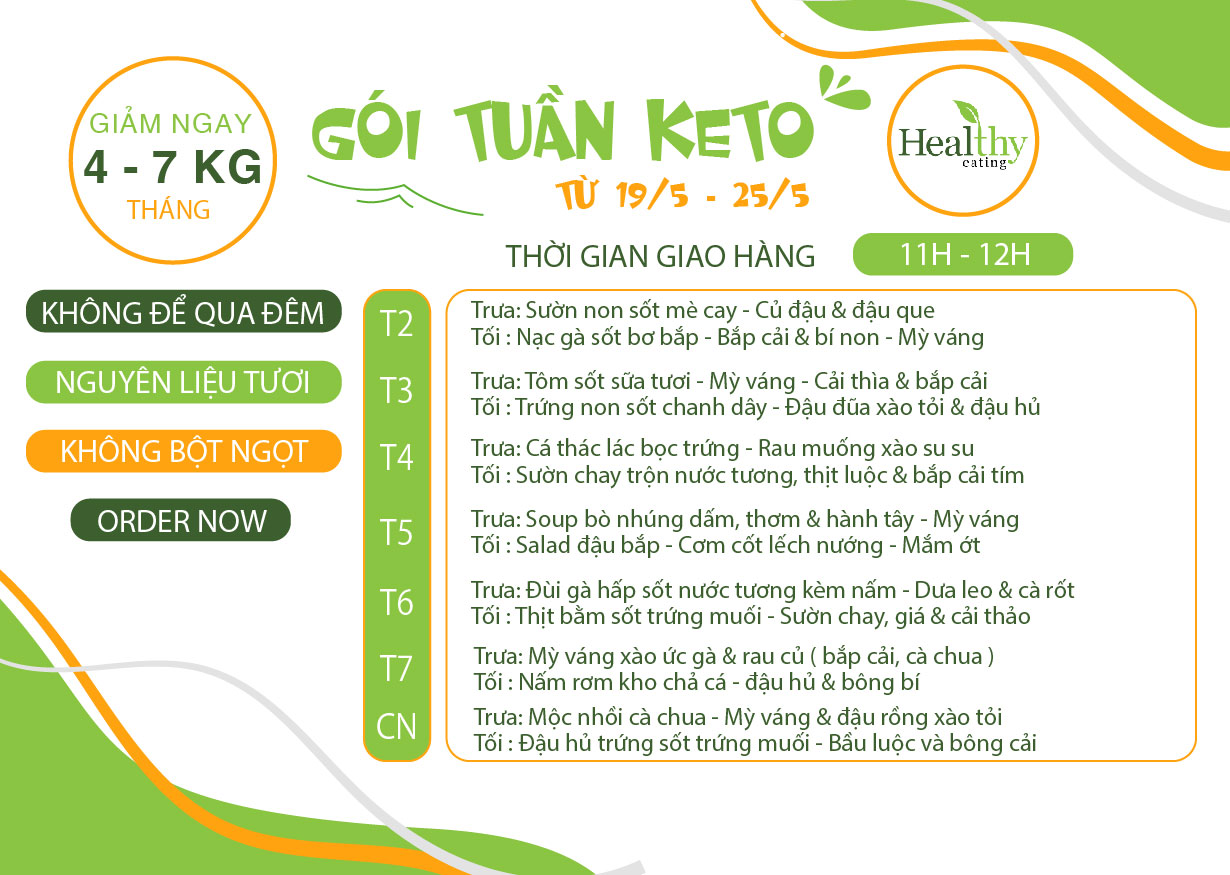 GIẢM NGAY
4 - 7 KG
THÁNG
GÓI TUẦN KETO
TỪ 19/5 - 25/5
Healthy
eating
THỜI GIAN GIAO HÀNG
11H - 12H
KHÔNG ĐỂ QUA ĐÊM
NGUYÊN LIỆU TƯƠI
KHÔNG BỘT NGỌT
ORDER NOW
T2
Trưa: Sườn non sốt mè cay - Củ đậu & đậu que
Tối : Nạc gà sốt bơ bắp - Bắp cải & bí non - Mỳ váng
T3
Trưa: Tôm sốt sữa tươi - Mỳ váng - Cải thìa & bắp cải
Tối : Trứng non sốt chanh dây - Đậu đũa xào tỏi & đậu hủ
T4
Trưa: Cá thác lác bọc trứng - Rau muống xào su su
Tối : Sườn chay trộn nước tương, thịt luộc & bắp cải tím
T5
Trưa: Soup bò nhúng dấm, thơm & hành tây - Mỳ váng
Tối : Salad đậu bắp - Cơm cốt lếch nướng - Mắm ớt
T6
Trưa: Đùi gà hấp sốt nước tương kèm nấm - Dưa leo & cà rốt
Tối : Thịt bằm sốt trứng muối - Sườn chay, giá & cải thảo
T7
Trưa: Mỳ váng xào ức gà & rau củ ( bắp cải, cà chua )
Tối : Nấm rơm kho chả cá - đậu hủ & bông bí
CN
Trưa: Mộc nhồi cà chua - Mỳ váng & đậu rồng xào tỏi
Tối : Đậu hủ trứng sốt trứng muối - Bầu luộc và bông cải